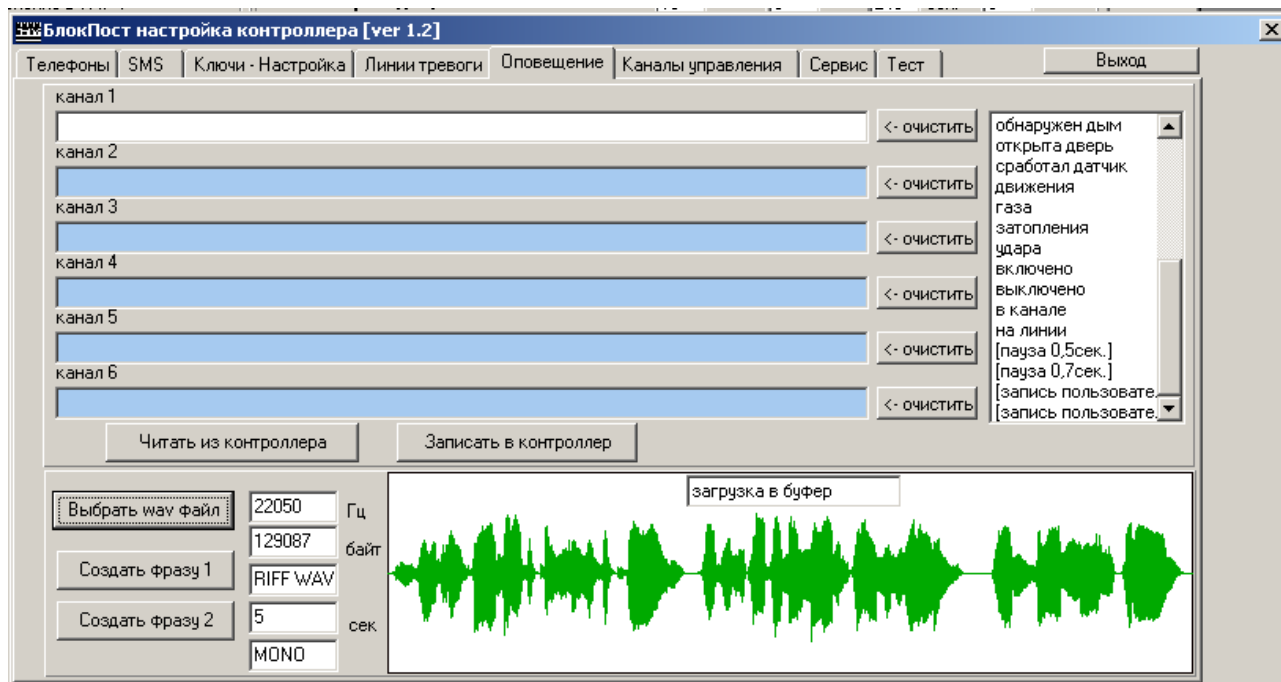 БлокПост настройка контроллера [ver 1.2]
Телефоны SMS Ключи - Настройка Линии тревоги Оповещение Каналы управления Сервис Тест Выход
канал 1
<- очистить
канал 2
<- очистить
канал 3
<- очистить
канал 4
<- очистить
канал 5
<- очистить
канал 6
<- очистить
обнаружен дым
открыта дверь
сработал датчик
движения
газа
затопления
удара
включено
выключено
в канале
на линии
[пауза 0,5сек.]
[пауза 0,7сек.]
[запись пользовате.
[запись пользовате.
Читать из контроллера Записать в контроллер
Выбрать wav файл 22050 Гц
129087 байт
Создать фразу 1 RIFF WAV
Создать фразу 2 5 сек
MONO
загрузка в буфер